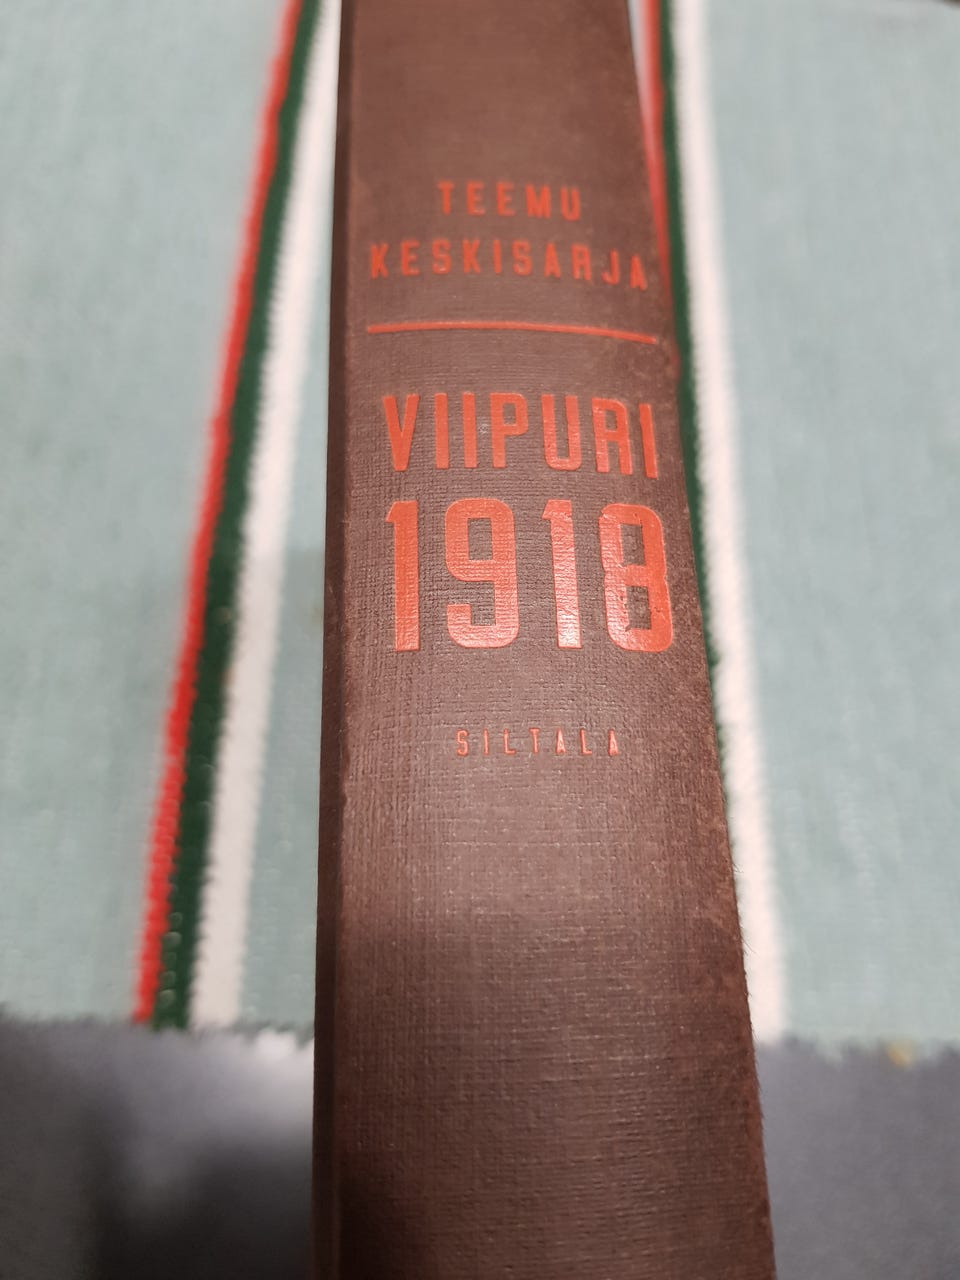 TEEMU
KESKISARJA
VIIPURI
1918
SILTALA